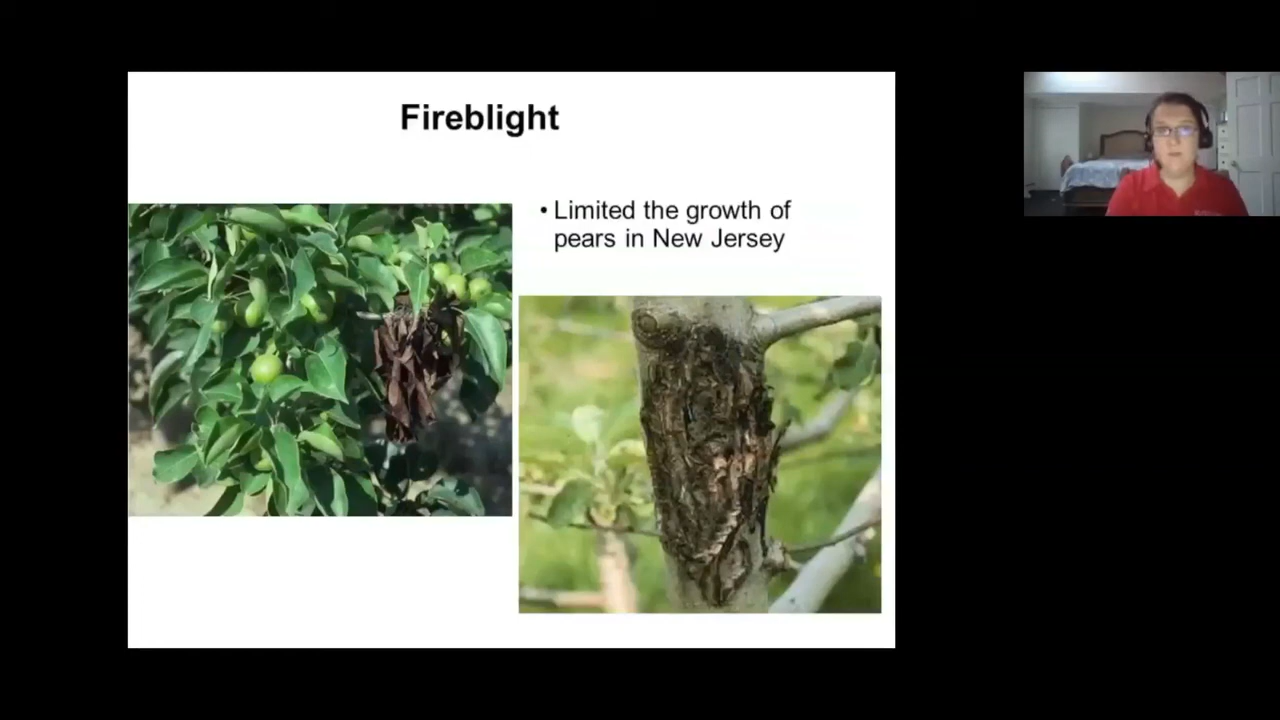 Fireblight
• Limited the growth of
pears in New Jersey